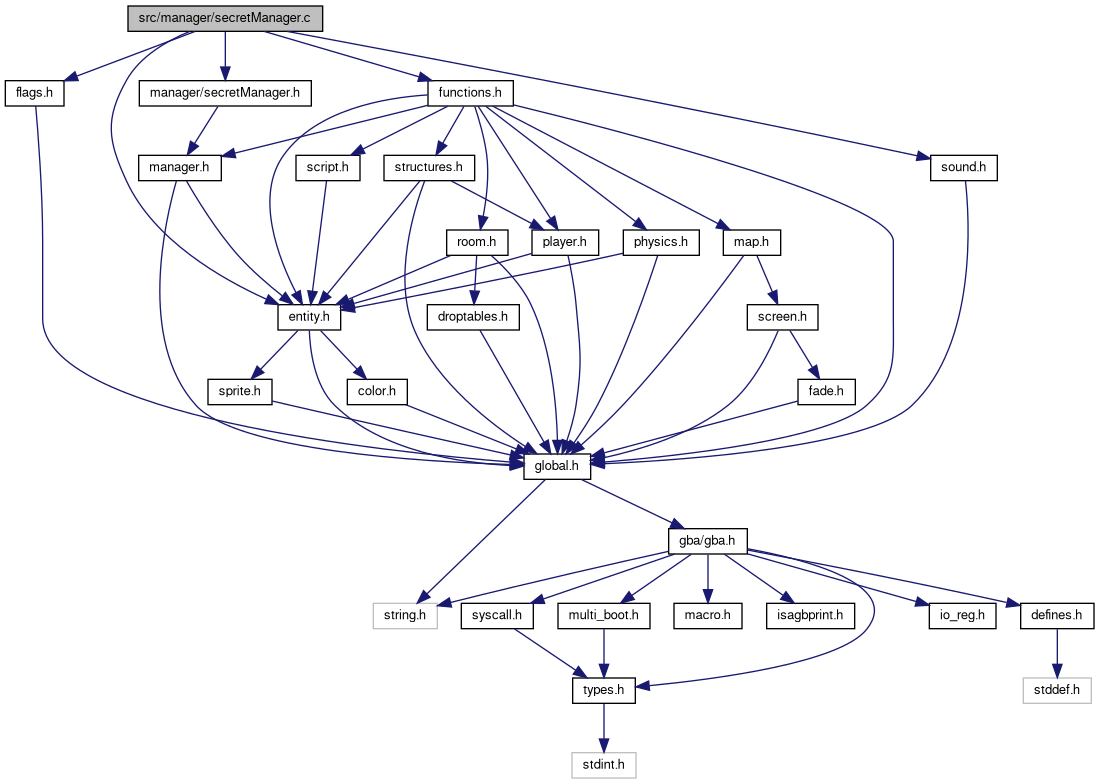 src/manager/secretManager.c
flags.h
manager/secretManager.h
functions.h
manager.h
script.h
structures.h
sound.h
room.h
player.h
physics.h
map.h
entity.h
droptables.h
screen.h
sprite.h
color.h
fade.h
global.h
gba/gba.h
string.h
syscall.h
multi_boot.h
macro.h
isagbprint.h
io_reg.h
defines.h
types.h
stddef.h
stdint.h